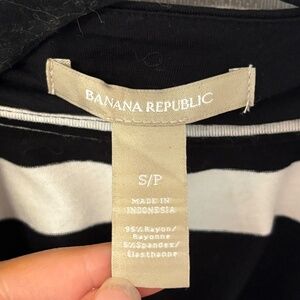 BANANA REPUBLIC
S/P
MADE IN
INDONESIA
95%Rayon/
Rayonne
5%Spandex/
Elasthanne